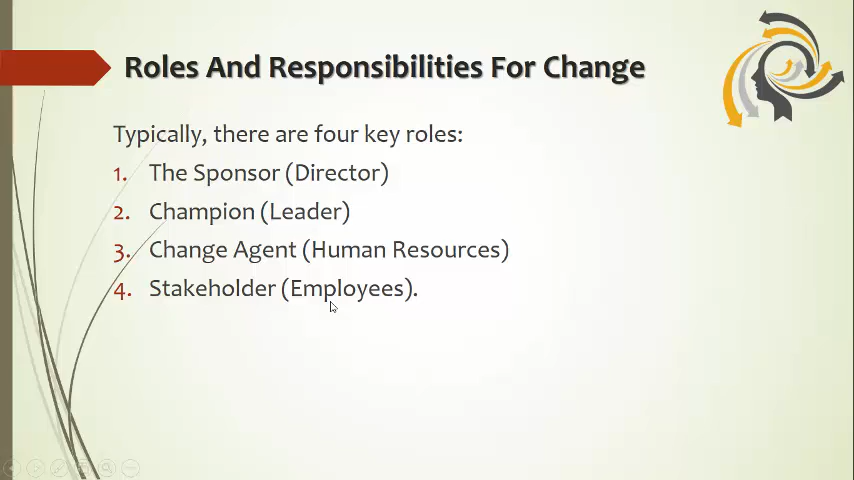 Roles And Responsibilities For Change
Typically, there are four key roles:
1. The Sponsor (Director)
2. Champion (Leader)
3. Change Agent (Human Resources)
4. Stakeholder (Employees).